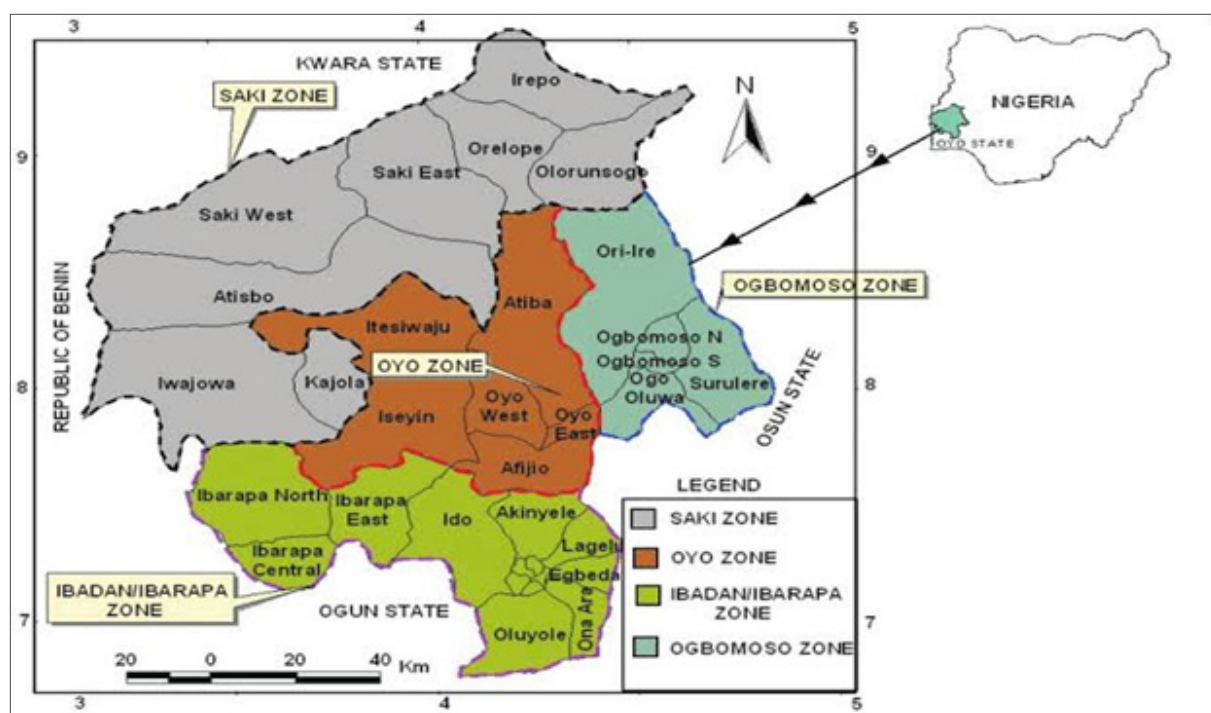 3
4
5
KWARA STATE
Irepo
N
NIGERIA
SAKI ZONE
OYO STATE
9
9
Orelope
Saki East
Olorunsogo
Saki West
Ori-Ire
REPUBLIC OF BENIN
OGBOMOSO ZONE
Atisbo
Atiba
Itesiwaju
Ogbomoso N
OYO ZONE
Ogbomoso S
Iwajowa
Kajola
Ogo
Oluwa
Surulere
8
8
Oyo
West
OSUN STATE
Iseyin
Oyo
East
Afijio
LEGEND
Ibarapa North
Ibarapa
East
Ido
Akinyele
SAKI ZONE
Lagelu
OYO ZONE
Ibarapa
Central
Egbeda
IBADAN/IBARAPA
ZONE
IBADAN/IBARAPA
ZONE
OGUN STATE
Ona Ara
7
7
Oluyole
OGBOMOSO ZONE
20
0
20
40
Km
3
4
5